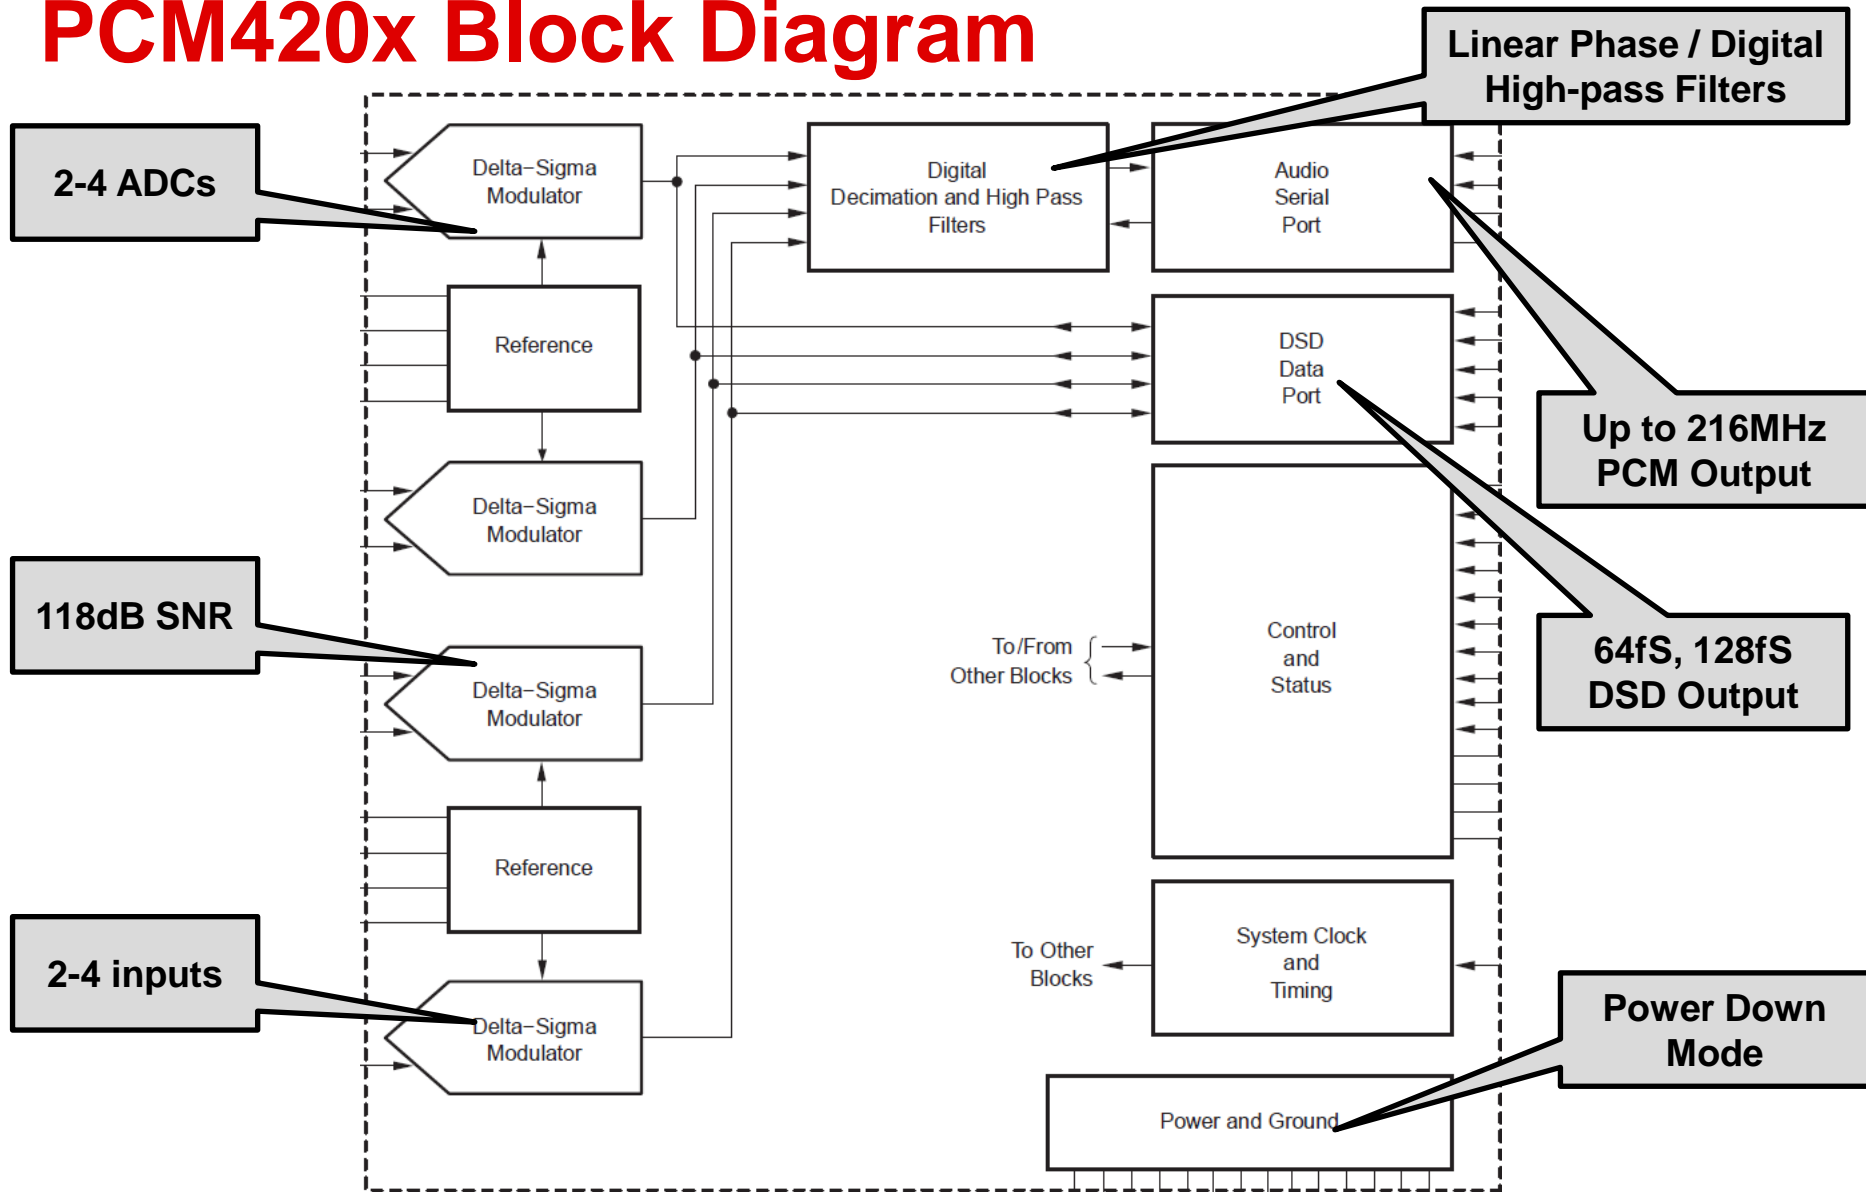 PCM420x Block Diagram
Linear Phase / Digital
High-pass Filters
2-4 ADCs
Delta−Sigma
Modulator
Digital
Decimation and High Pass
Filters
Audio
Serial
Port
Reference
DSD
Data
Port
Up to 216MHz
PCM Output
Delta−Sigma
Modulator
118dB SNR
Delta−Sigma
Modulator
To/From
Other Blocks
Control
and
Status
64fS, 128fS
DSD Output
Reference
2-4 inputs
To Other
Blocks
System Clock
and
Timing
Delta−Sigma
Modulator
Power Down
Mode
Power and Ground